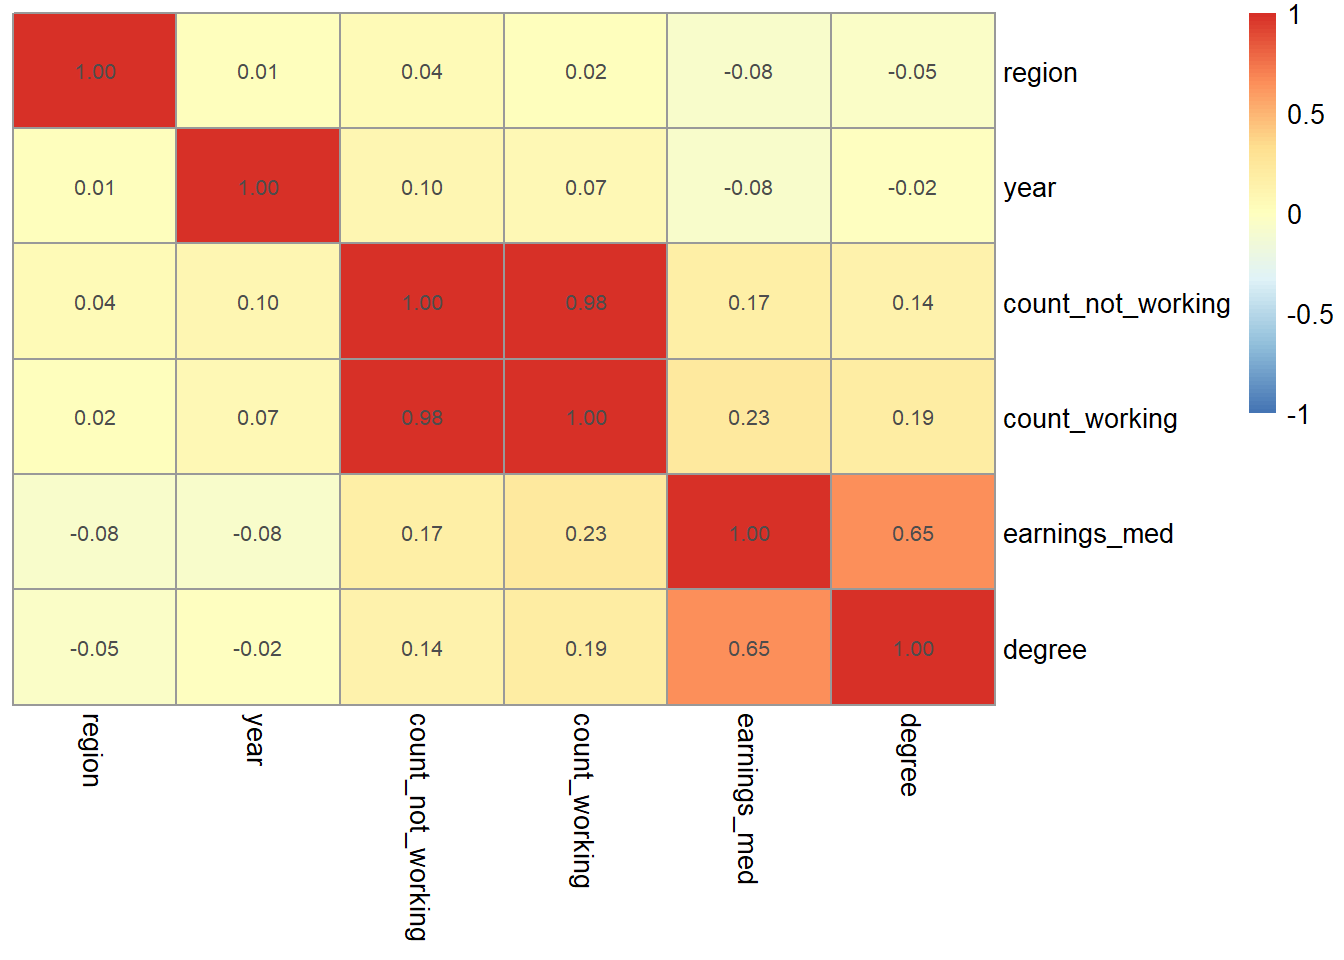 1.00 0.01 0.04 0.02 -0.08 -0.05 region
0.01 1.00 0.10 0.07 -0.08 -0.02 year
0.04 0.10 1.00 0.98 0.17 0.14 count_not_working
0.02 0.07 0.98 1.00 0.23 0.19 count_working
-0.08 -0.08 0.17 0.23 1.00 0.65 earnings_med
-0.05 -0.02 0.14 0.19 0.65 1.00 degree
region
year
count_not_working
count_working
earnings_med
degree
1
0.5
0
-0.5
-1